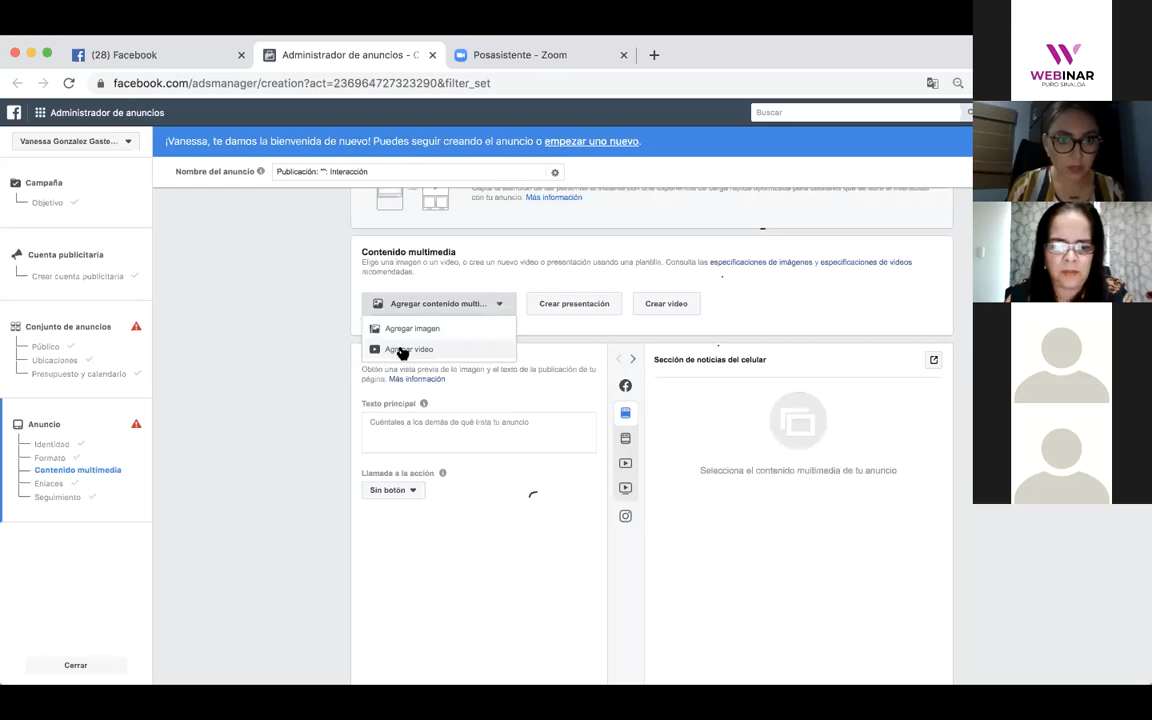 WEBINAR
PURO SINALOA
(28) Facebook
Administrador de anuncios - C
Posasistente - Zoom
facebook.com/adsmanager/creation?act=236964727323290&filter_set
Administrador de anuncios
Buscar
Vanessa Gonzalez Gaste...
¡Vanessa, te damos la bienvenida de nuevo! Puedes seguir creando el anuncio o empezar uno nuevo.
Nombre del anuncio
Publicación: "": Interacción
Campaña
Objetivo
Cuenta publicitaria
Crear cuenta publicitaria
Conjunto de anuncios
Público
Ubicaciones
Presupuesto y calendario
Anuncio
Identidad
Formato
Contenido multimedia
Enlaces
Seguimiento
Cerrar
con tu anuncio. Más información
Contenido multimedia
Elige una imagen o un video, o crea un nuevo video o presentación usando una plantilla. Consulta las especificaciones de imágenes y especificaciones de videos
recomendadas.
Agregar contenido multi...
Crear presentación
Crear video
Agregar imagen
Agregar video
Obtén una vista previa de la imagen y el texto de la publicación de tu
página. Más información
Texto principal
Cuéntales a los demás de qué trata tu anuncio
Llamada a la acción
Sin botón
Sección de noticias del celular
Selecciona el contenido multimedia de tu anuncio